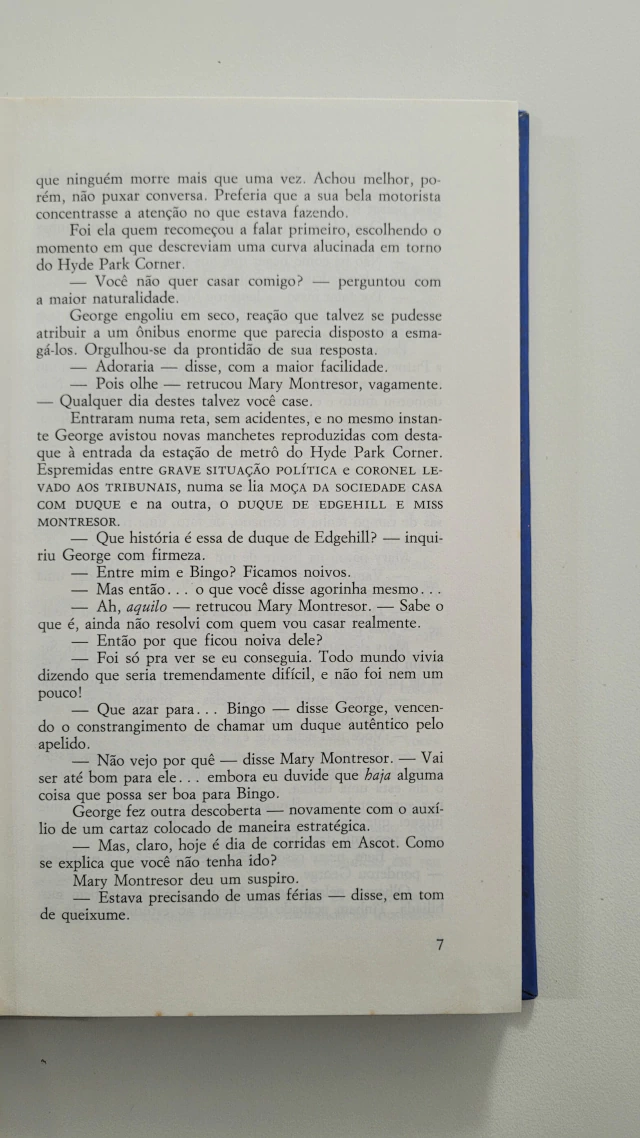 que ninguém morre mais que uma vez. Achou melhor, po-
rém, não puxar conversa. Preferia que a sua bela motorista
concentrasse a atenção no que estava fazendo.
Foi ela quem recomeçou a falar primeiro, escolhendo o
momento em que descreviam uma curva alucinada em torno
do Hyde Park Corner.
— Você não quer casar comigo? — perguntou com
a maior naturalidade.
George engoliu em seco, reação que talvez se pudesse
atribuir a um ônibus enorme que parecia disposto a esma-
gá-los. Orgulhou-se da prontidão de sua resposta.
— Adoraria — disse, com a maior facilidade.
— Pois olhe — retrucou Mary Montresor, vagamente.
— Qualquer dia destes talvez você case.
Entraram numa reta, sem acidentes, e no mesmo instan-
te George avistou novas manchetes reproduzidas com desta-
que à entrada da estação de metrô do Hyde Park Corner.
Espremidas entre GRAVE SITUAÇÃO POLÍTICA e CORONEL LE-
VADO AOS TRIBUNAIS, numa se lia MOÇA DA SOCIEDADE CASA
COM DUQUE e na outra, O DUQUE DE EDGEHILL E MISS
MONTRESOR.
— Que história é essa de duque de Edgehill? — inqui-
riu George com firmeza.
— Entre mim e Bingo? Ficamos noivos.
— Mas então... o que você disse agorinha mesmo...
— Ah, aquilo — retrucou Mary Montresor. — Sabe o
que é, ainda não resolvi com quem vou casar realmente.
— Então por que ficou noiva dele?
— Foi só pra ver se eu conseguia. Todo mundo vivia
dizendo que seria tremendamente difícil, e não foi nem um
pouco!
— Que azar para... Bingo — disse George, vencen-
do o constrangimento de chamar um duque autêntico pelo
apelido.
— Não vejo por quê — disse Mary Montresor. — Vai
ser até bom para ele... embora eu duvide que haja alguma
coisa que possa ser boa para Bingo.
George fez outra descoberta — novamente com o auxí-
lio de um cartaz colocado de maneira estratégica.
— Mas, claro, hoje é dia de corridas em Ascot. Como
se explica que você não tenha ido?
Mary Montresor deu um suspiro.
— Estava precisando de umas férias — disse, em tom
de queixume.
7